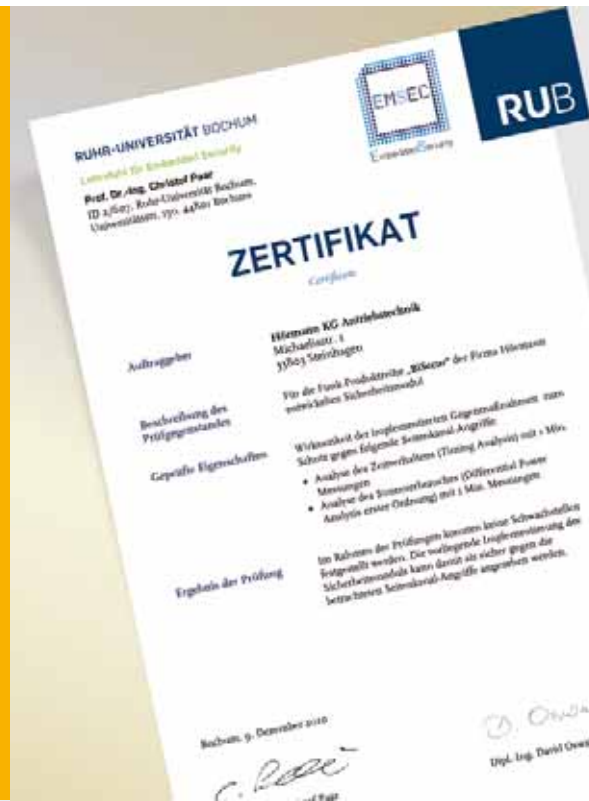 RUHR-UNIVERSITÄT BOCHUM
Lehrstuhl für Embedded Security
Prof. Dr.-Ing. Christof Paar
ID 2/607, Ruhr-Universität Bochum,
Universitätsstr. 150, 44801 Bochum
EMSEC
Embedded Security
RUB
ZERTIFIKAT
Certificate
Auftraggeber
Hörmann KG Antriebstechnik
Michaelisstr. 1
33803 Steinhagen
Beschreibung des
Prüfgegenstandes
Für die Funk-Produktreihe „BiSecur" der Firma Hörmann
entwickeltes Sicherheitsmodul
Geprüfte Eigenschaften
Wirksamkeit der implementierten Gegenmaßnahmen zum
Schutz gegen folgende Seitenkanal-Angriffe:
• Analyse des Zeitverhaltens (Timing Analysis) mit 1 Mio.
Messungen
• Analyse des Stromverbrauches (Differential Power
Analysis erster Ordnung) mit 1 Mio. Messungen
Ergebnis der Prüfung
Im Rahmen der Prüfungen konnten keine Schwachstellen
festgestellt werden. Die vorliegende Implementierung des
Sicherheitsmoduls kann damit als sicher gegen die
betrachteten Seitenkanal-Angriffe angesehen werden.
Bochum, 9. Dezember 2010
Dipl. Ing. David Oswa